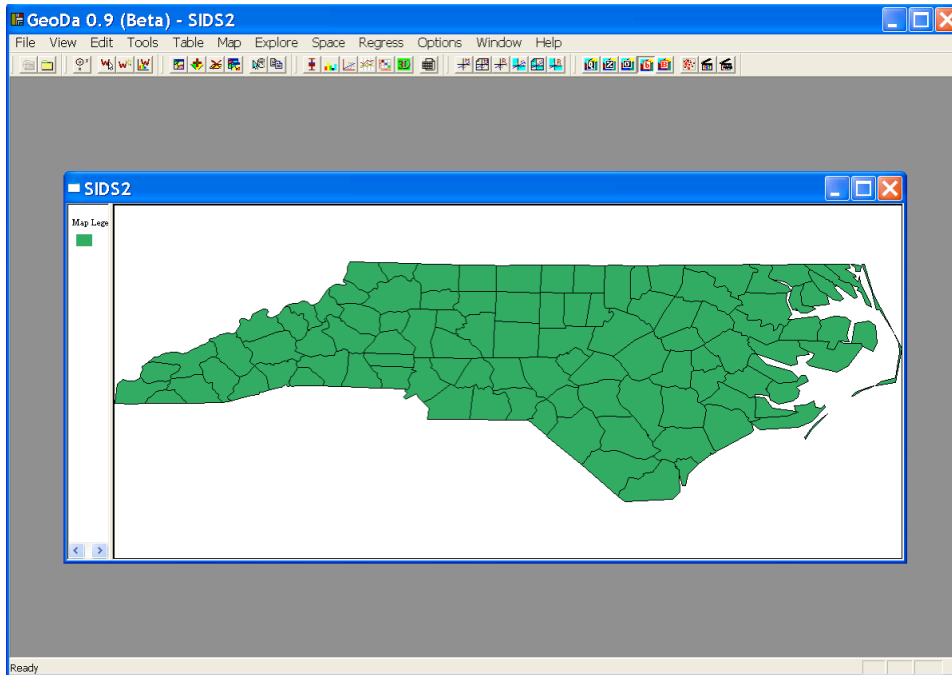 GeoDa 0.9 (Beta) - SIDS2
File View Edit Tools Table Map Explore Space Regress Options Window Help
SIDS2
Map Lege
Ready